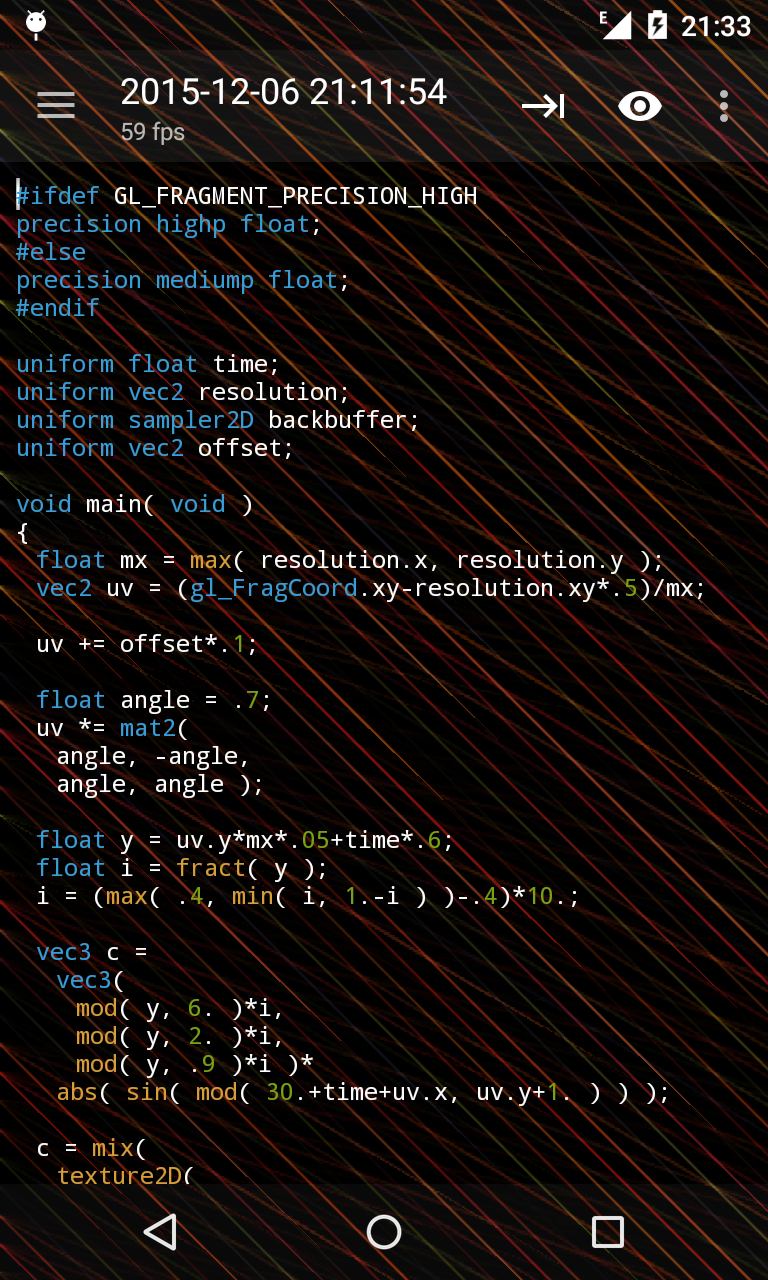 E 21:33
2015-12-06 21:11:54
59 fps
#ifdef GL_FRAGMENT_PRECISION_HIGH
precision highp float;
#else
precision mediump float;
#endif
uniform float time;
uniform vec2 resolution;
uniform sampler2D backbuffer;
uniform vec2 offset;
void main( void )
{
float mx = max( resolution.x, resolution.y );
vec2 uv = (gl_FragCoord.xy-resolution.xy*.5)/mx;
uv += offset*.1;
float angle = .7;
uv *= mat2(
angle, -angle,
angle, angle );
float y = uv.y*mx*.05+time*.6;
float i = fract( y );
i = (max( .4, min( i, 1.-i ) )-.4)*10.;
vec3 c =
vec3(
mod( y, 6. )*i,
mod( y, 2. )*i,
mod( y, .9 )*i )*
abs( sin( mod( 30.+time+uv.x, uv.y+1. ) ) );
c = mix(
texture2D(